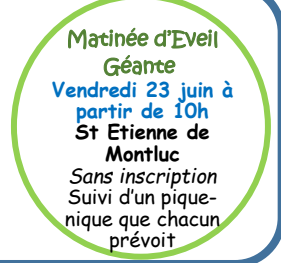 Matinée d'Eveil
Géante
Vendredi 23 juin à
partir de 10h
St Etienne de
Montluc
Sans inscription
Suivi d'un pique-
nique que chacun
prévoit